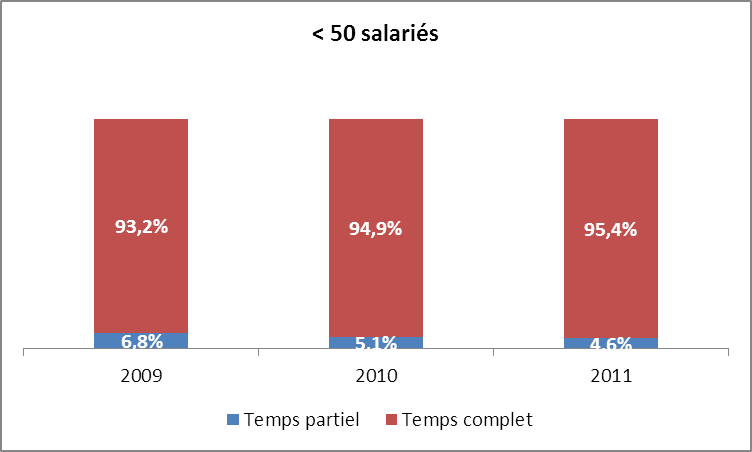 < 50 salariés
93,2% 94,9% 95,4%
6,8% 5,1% 4,6%
2009 2010 2011
Temps partiel Temps complet